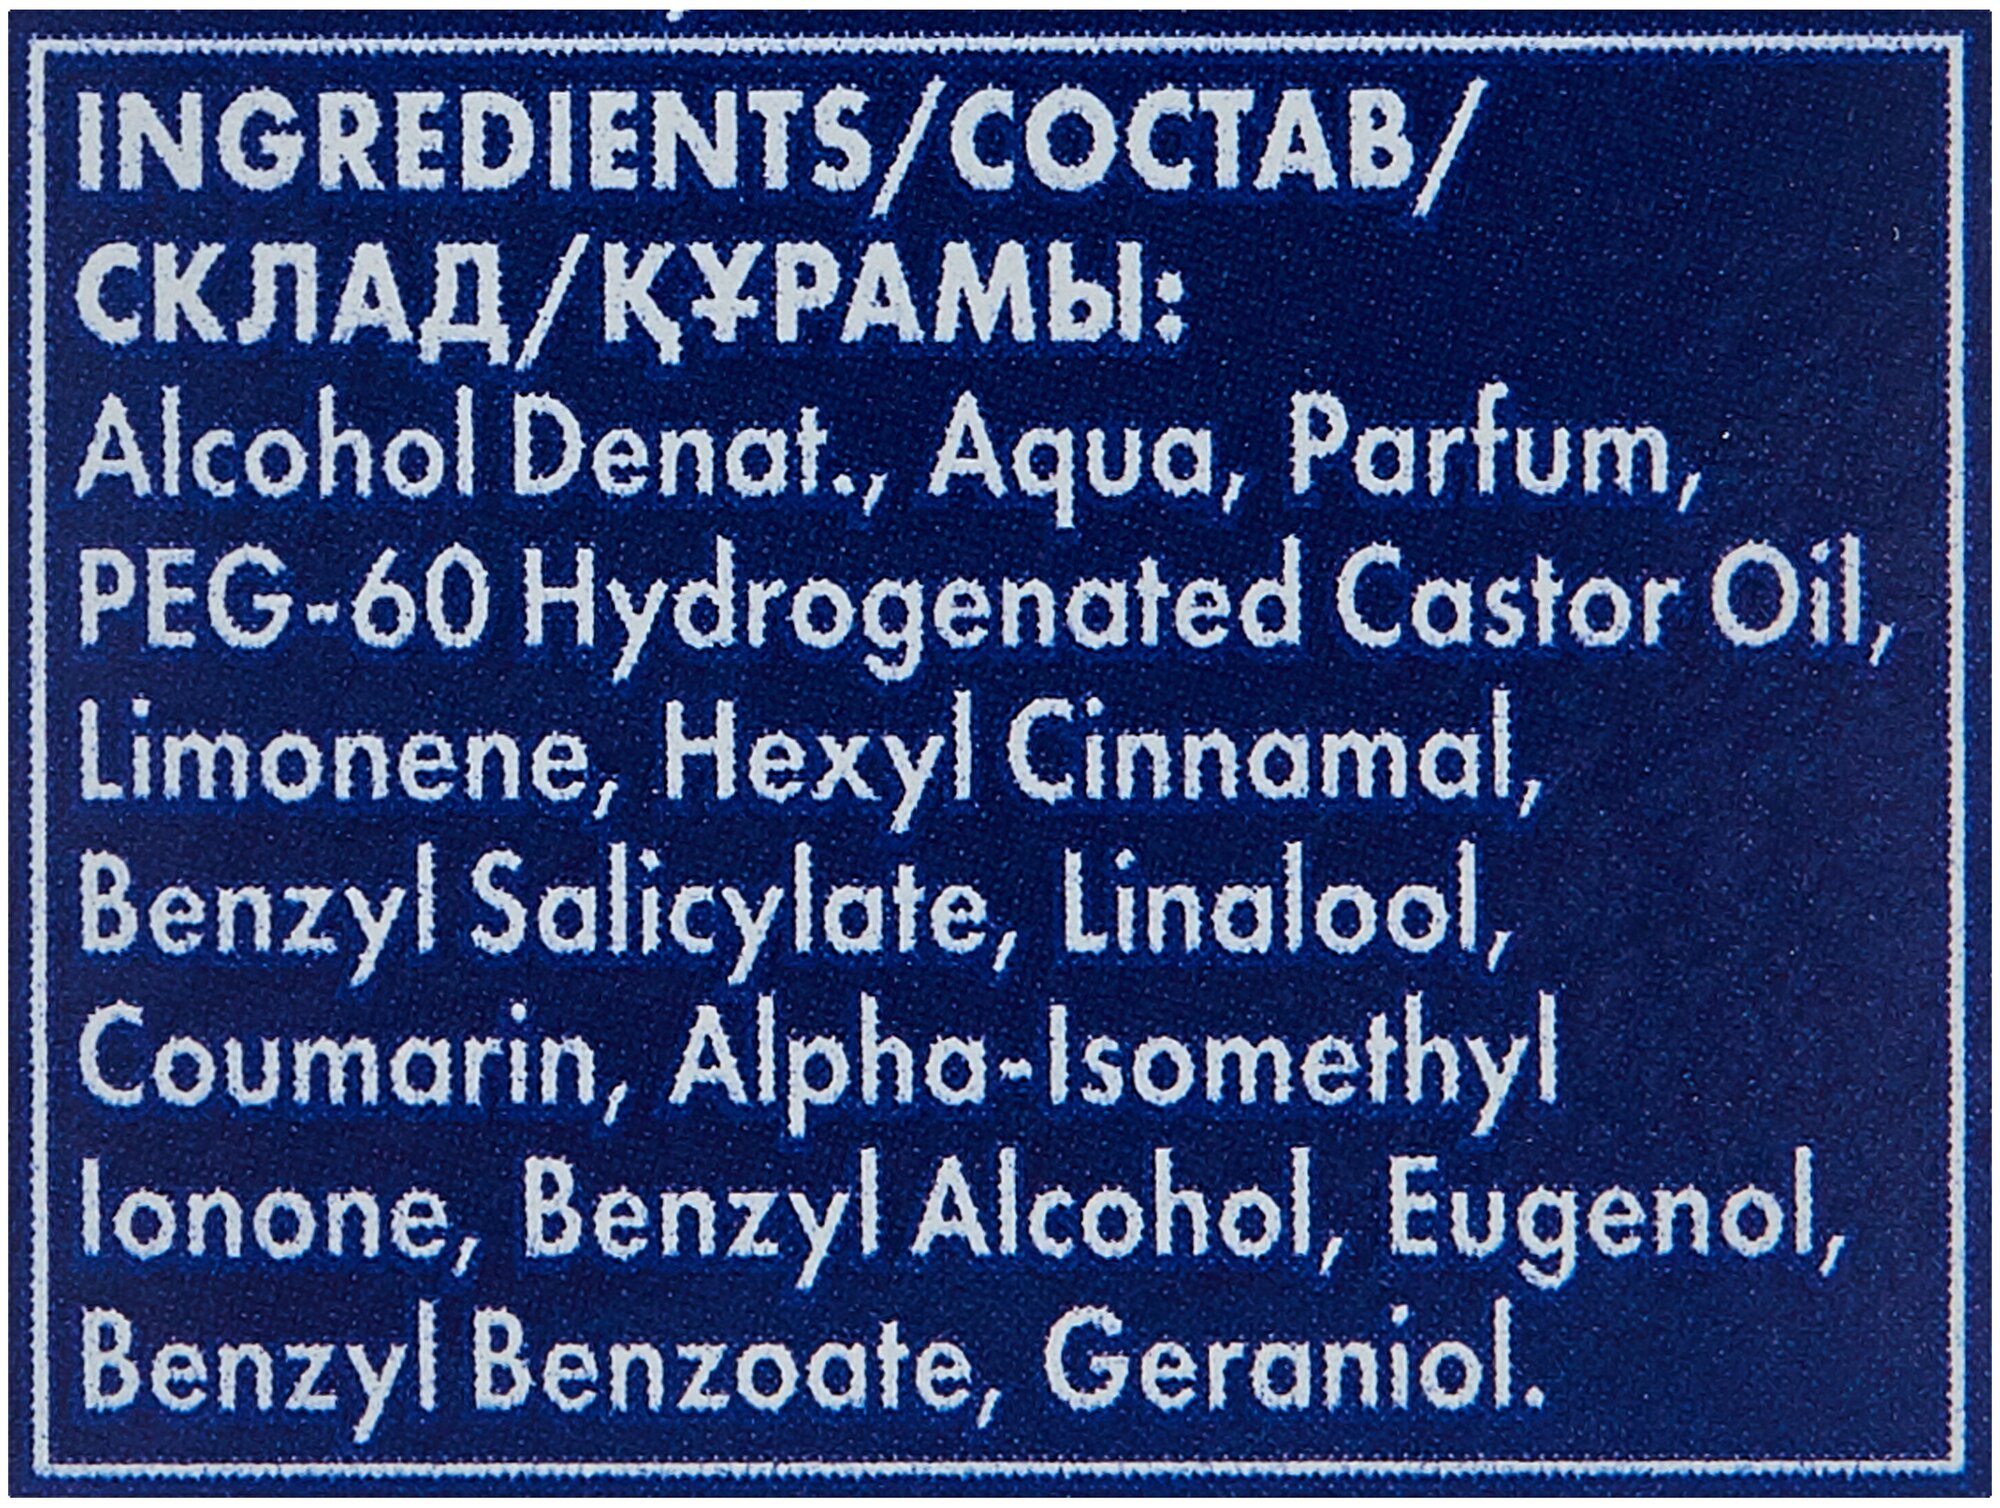 INGREDIENTS/СОСТАВ/
СКЛАД/ҚҰРАМЫ:
Alcohol Denat., Aqua, Parfum,
PEG-60 Hydrogenated Castor Oil,
Limonene, Hexyl Cinnamal,
Benzyl Salicylate, Linalool,
Coumarin, Alpha-Isomethyl
Ionone, Benzyl Alcohol, Eugenol,
Benzyl Benzoate, Geraniol.